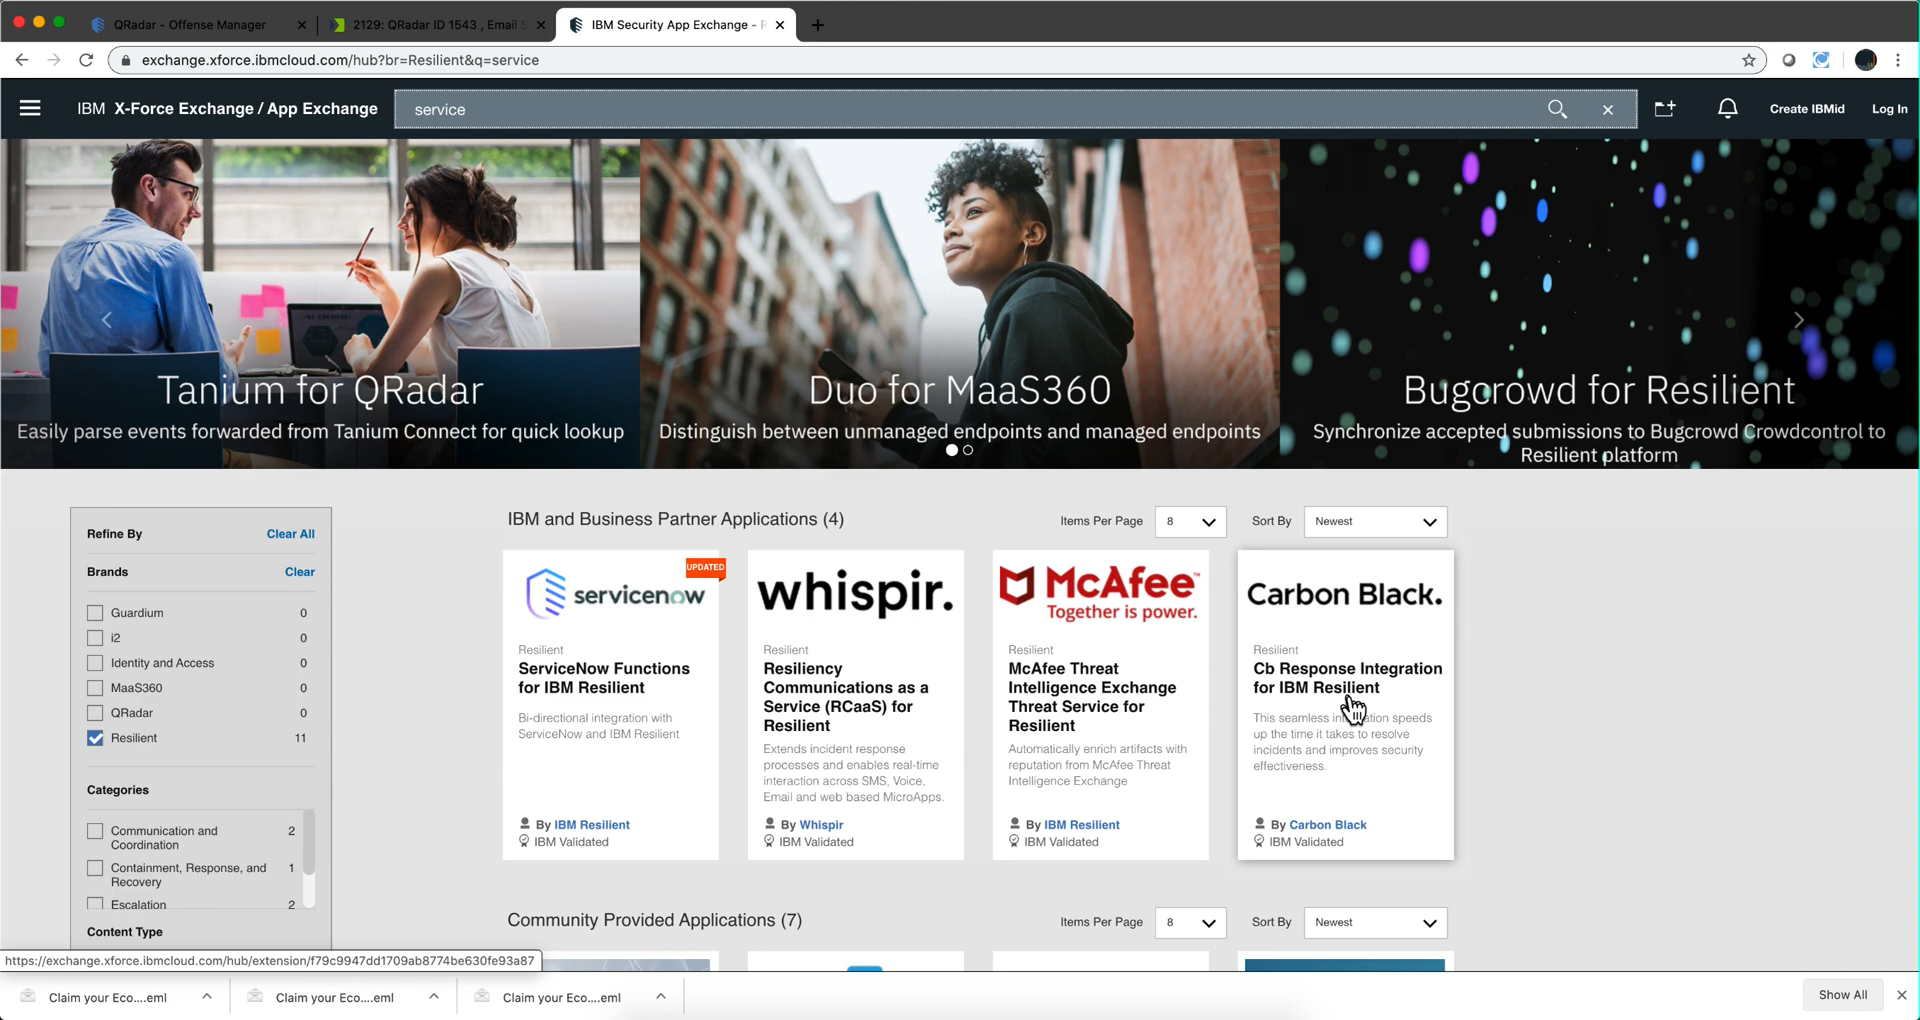 QRadar - Offense Manager
2129: QRadar ID 1543 , Email S
IBM Security App Exchange - R
exchange.xforce.ibmcloud.com/hub?br=Resilient&q=service
IBM X-Force Exchange / App Exchange
service
Create IBMid
Log In
Tanium for QRadar
Easily parse events forwarded from Tanium Connect for quick lookup
Duo for MaaS360
Distinguish between unmanaged endpoints and managed endpoints
Bugcrowd for Resilient
Synchronize accepted submissions to Bugcrowd Crowdcontrol to
Resilient platform
Refine By
Clear All
Brands
Clear
Guardium 0
i2 0
Identity and Access 0
MaaS360 0
QRadar 0
Resilient 11
Categories
Communication and 2
Coordination
Containment, Response, and 1
Recovery
Escalation 2
Content Type
IBM and Business Partner Applications (4)
Items Per Page 8
Sort By Newest
UPDATED
servicenow
Resilient
ServiceNow Functions
for IBM Resilient
Bi-directional integration with
ServiceNow and IBM Resilient
By IBM Resilient
IBM Validated
whispir.
Resilient
Resiliency
Communications as a
Service (RCaaS) for
Resilient
Extends incident response
processes and enables real-time
interaction across SMS, Voice,
Email and web based MicroApps.
By Whispir
IBM Validated
McAfee™
Together is power.
Resilient
McAfee Threat
Intelligence Exchange
Threat Service for
Resilient
Automatically enrich artifacts with
reputation from McAfee Threat
Intelligence Exchange
By IBM Resilient
IBM Validated
Carbon Black.
Resilient
Cb Response Integration
for IBM Resilient
This seamless speeds
up the time it takes to resolve
incidents and improves security
effectiveness.
By Carbon Black
IBM Validated
Community Provided Applications (7)
Items Per Page 8
Sort By Newest
https://exchange.xforce.ibmcloud.com/hub/extension/f79c9947dd1709ab8774be630fe93a87
Claim your Eco....eml
Claim your Eco....eml
Claim your Eco....eml
Show All